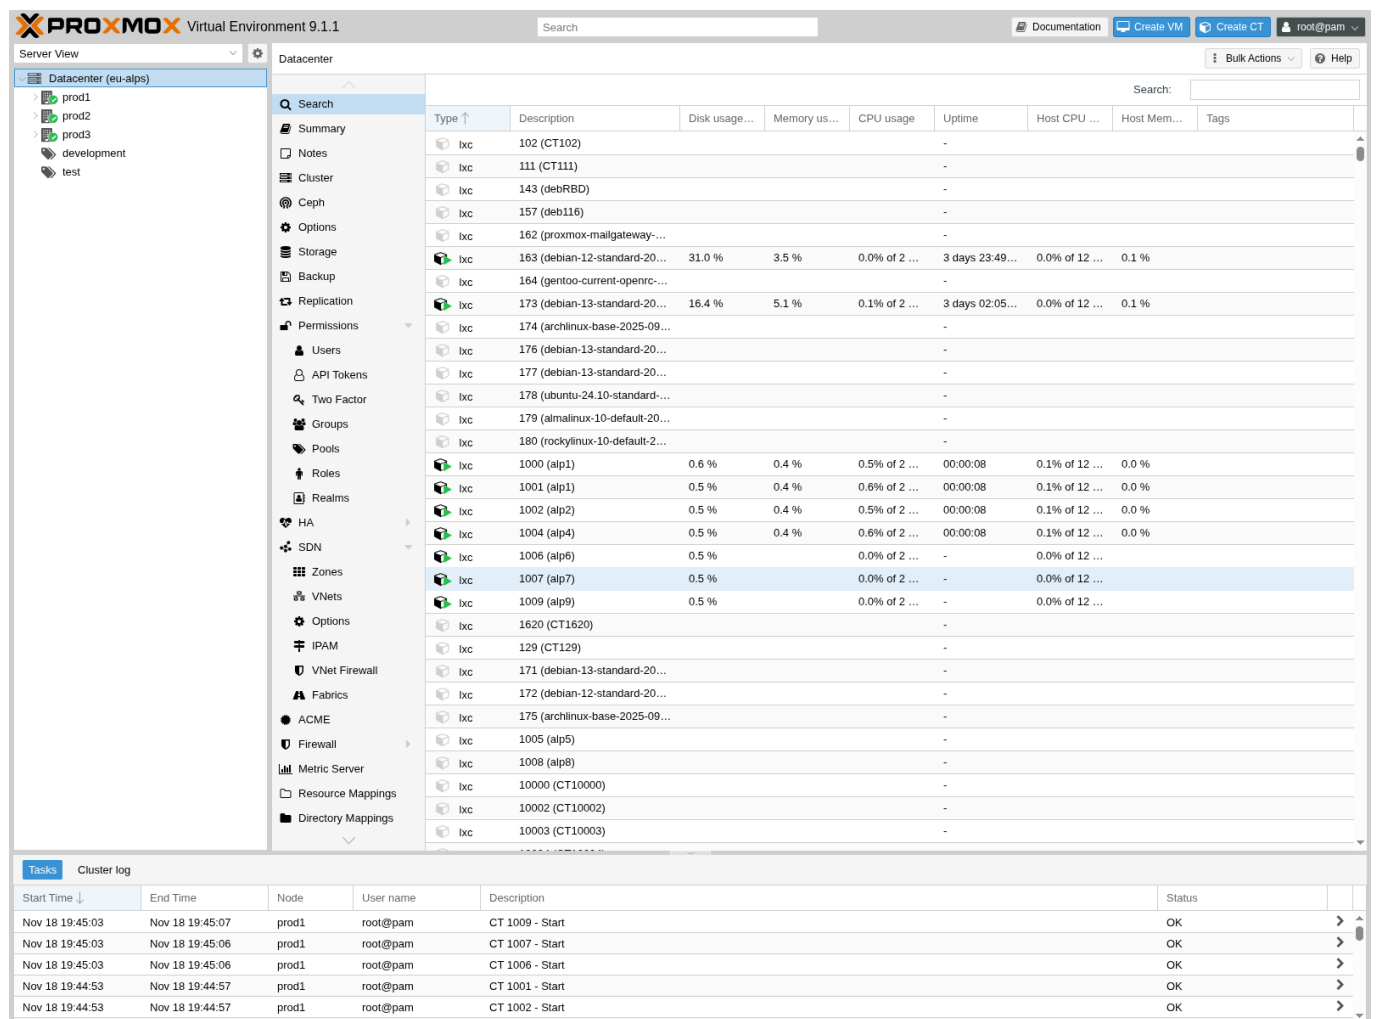 PROXMOX Virtual Environment 9.1.1 Search Documentation Create VM Create CT root@pam
Server View
Datacenter (eu-alps)
prod1
prod2
prod3
development
test
Datacenter Bulk Actions Help
Search
Summary
Notes
Cluster
Ceph
Options
Storage
Backup
Replication
Permissions
Users
API Tokens
Two Factor
Groups
Pools
Roles
Realms
HA
SDN
Zones
VNets
Options
IPAM
VNet Firewall
Fabrics
ACME
Firewall
Metric Server
Resource Mappings
Directory Mappings
Search:
Type Description Disk usage... Memory us... CPU usage Uptime Host CPU ... Host Mem... Tags
lxc 102 (CT102) -
lxc 111 (CT111) -
lxc 143 (debRBD) -
lxc 157 (deb116) -
lxc 162 (proxmox-mailgateway-... -
lxc 163 (debian-12-standard-20... 31.0 % 3.5 % 0.0% of 2 ... 3 days 23:49... 0.0% of 12 ... 0.1 %
lxc 164 (gentoo-current-openrc-... -
lxc 173 (debian-13-standard-20... 16.4 % 5.1 % 0.1% of 2 ... 3 days 02:05... 0.0% of 12 ... 0.1 %
lxc 174 (archlinux-base-2025-09... -
lxc 176 (debian-13-standard-20... -
lxc 177 (debian-13-standard-20... -
lxc 178 (ubuntu-24.10-standard-... -
lxc 179 (almalinux-10-default-20... -
lxc 180 (rockylinux-10-default-2... -
lxc 1000 (alp1) 0.6 % 0.4 % 0.5% of 2 ... 00:00:08 0.1% of 12 ... 0.0 %
lxc 1001 (alp1) 0.5 % 0.4 % 0.6% of 2 ... 00:00:08 0.1% of 12 ... 0.0 %
lxc 1002 (alp2) 0.5 % 0.4 % 0.5% of 2 ... 00:00:08 0.1% of 12 ... 0.0 %
lxc 1004 (alp4) 0.5 % 0.4 % 0.6% of 2 ... 00:00:08 0.1% of 12 ... 0.0 %
lxc 1006 (alp6) 0.5 % 0.0% of 2 ... - 0.0% of 12 ...
lxc 1007 (alp7) 0.5 % 0.0% of 2 ... - 0.0% of 12 ...
lxc 1009 (alp9) 0.5 % 0.0% of 2 ... - 0.0% of 12 ...
lxc 1620 (CT1620) -
lxc 129 (CT129) -
lxc 171 (debian-13-standard-20... -
lxc 172 (debian-12-standard-20... -
lxc 175 (archlinux-base-2025-09... -
lxc 1005 (alp5) -
lxc 1008 (alp8) -
lxc 10000 (CT10000) -
lxc 10002 (CT10002) -
lxc 10003 (CT10003) -
Tasks Cluster log
Start Time End Time Node User name Description Status
Nov 18 19:45:03 Nov 18 19:45:07 prod1 root@pam CT 1009 - Start OK
Nov 18 19:45:03 Nov 18 19:45:06 prod1 root@pam CT 1007 - Start OK
Nov 18 19:45:03 Nov 18 19:45:06 prod1 root@pam CT 1006 - Start OK
Nov 18 19:44:53 Nov 18 19:44:57 prod1 root@pam CT 1001 - Start OK
Nov 18 19:44:53 Nov 18 19:44:57 prod1 root@pam CT 1002 - Start OK